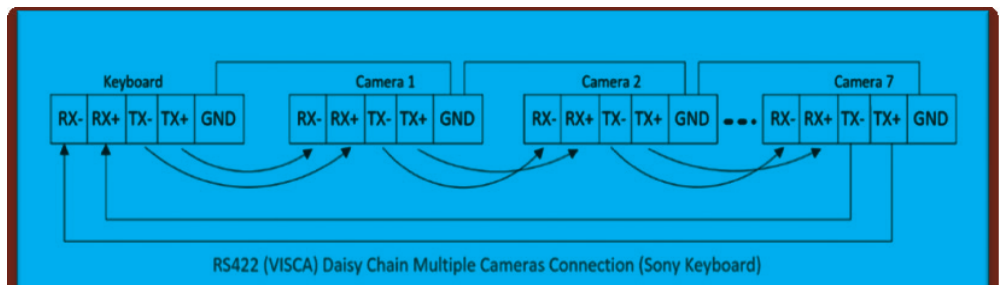 Keyboard Camera 1 Camera 2 Camera 7
RX- RX+ TX- TX+ GND RX- RX+ TX- TX+ GND RX- RX+ TX- TX+ GND ••• RX- RX+ TX- TX+ GND
RS422 (VISCA) Daisy Chain Multiple Cameras Connection (Sony Keyboard)